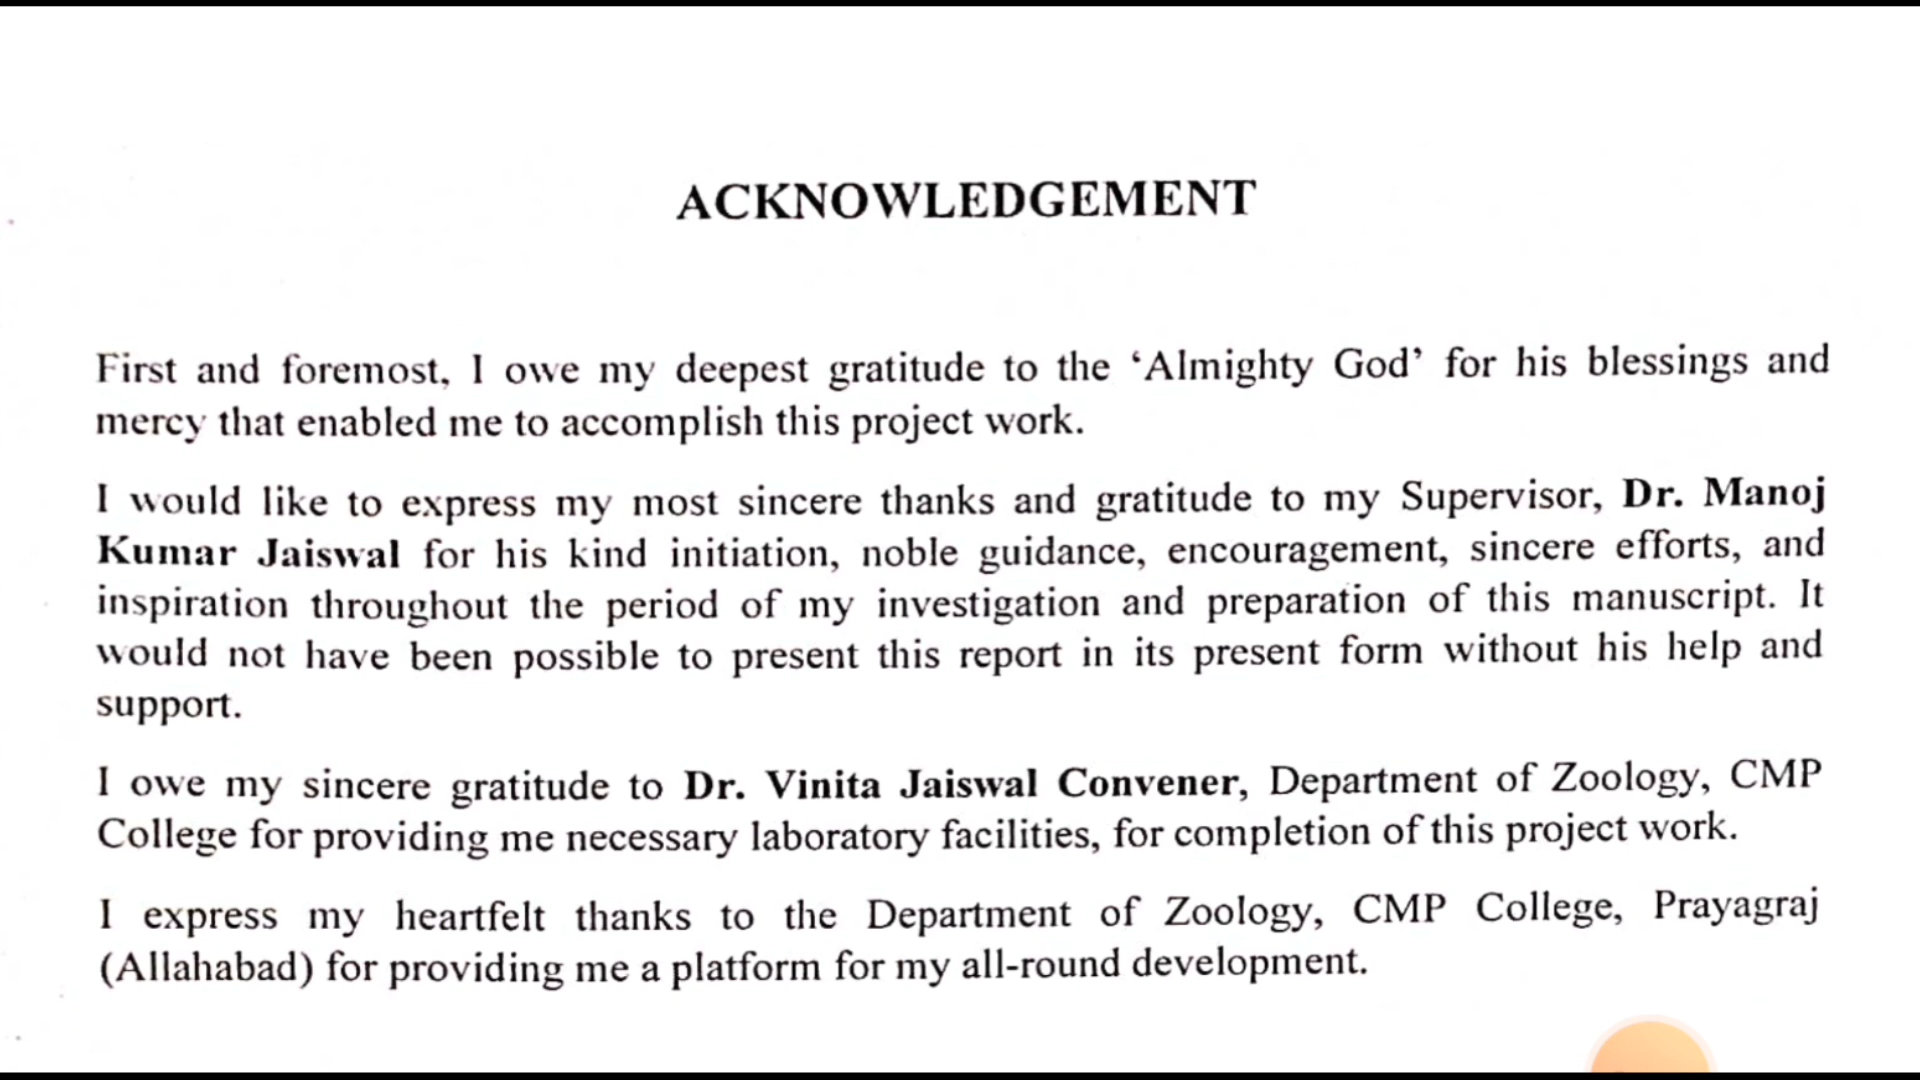 ACKNOWLEDGEMENT
First and foremost, I owe my deepest gratitude to the ‘Almighty God’ for his blessings and
mercy that enabled me to accomplish this project work.
I would like to express my most sincere thanks and gratitude to my Supervisor, Dr. Manoj
Kumar Jaiswal for his kind initiation, noble guidance, encouragement, sincere efforts, and
inspiration throughout the period of my investigation and preparation of this manuscript. It
would not have been possible to present this report in its present form without his help and
support.
I owe my sincere gratitude to Dr. Vinita Jaiswal Convener, Department of Zoology, CMP
College for providing me necessary laboratory facilities, for completion of this project work.
I express my heartfelt thanks to the Department of Zoology, CMP College, Prayagraj
(Allahabad) for providing me a platform for my all-round development.